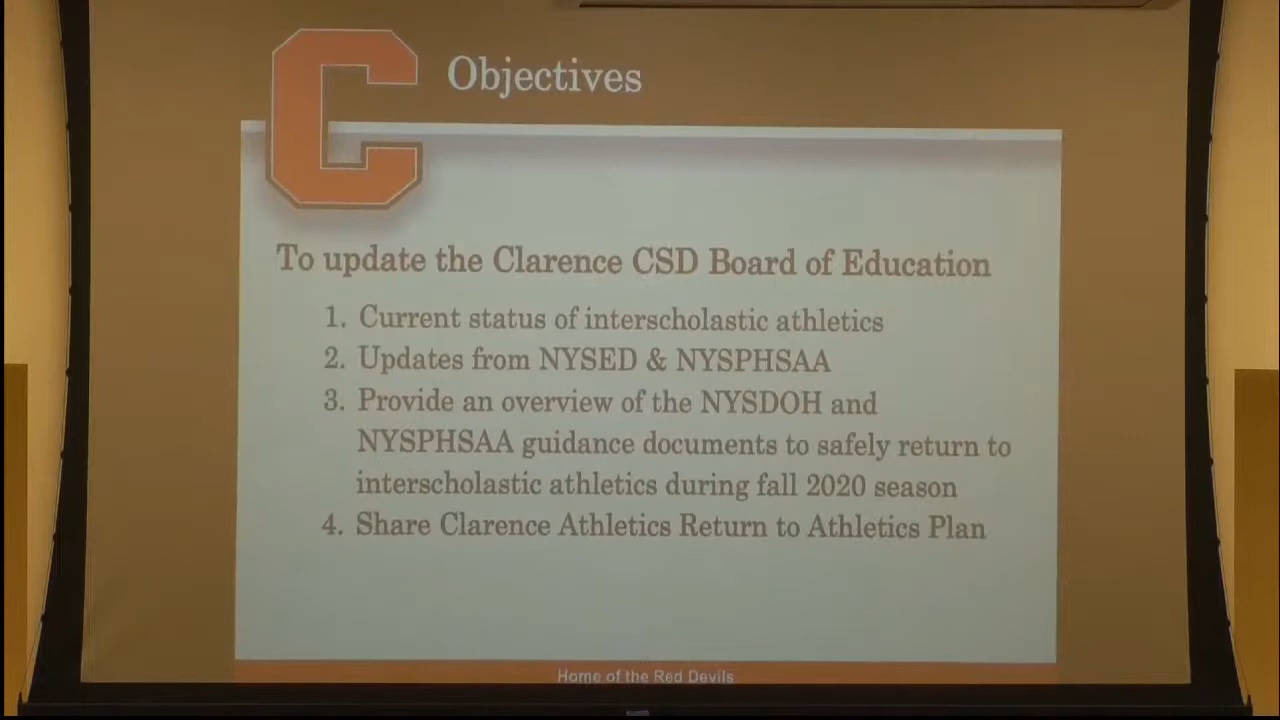 C
Objectives
To update the Clarence CSD Board of Education
1. Current status of interscholastic athletics
2. Updates from NYSED & NYSPHSAA
3. Provide an overview of the NYSDOH and
NYSPHSAA guidance documents to safely return to
interscholastic athletics during fall 2020 season
4. Share Clarence Athletics Return to Athletics Plan
Home of the Red Devils